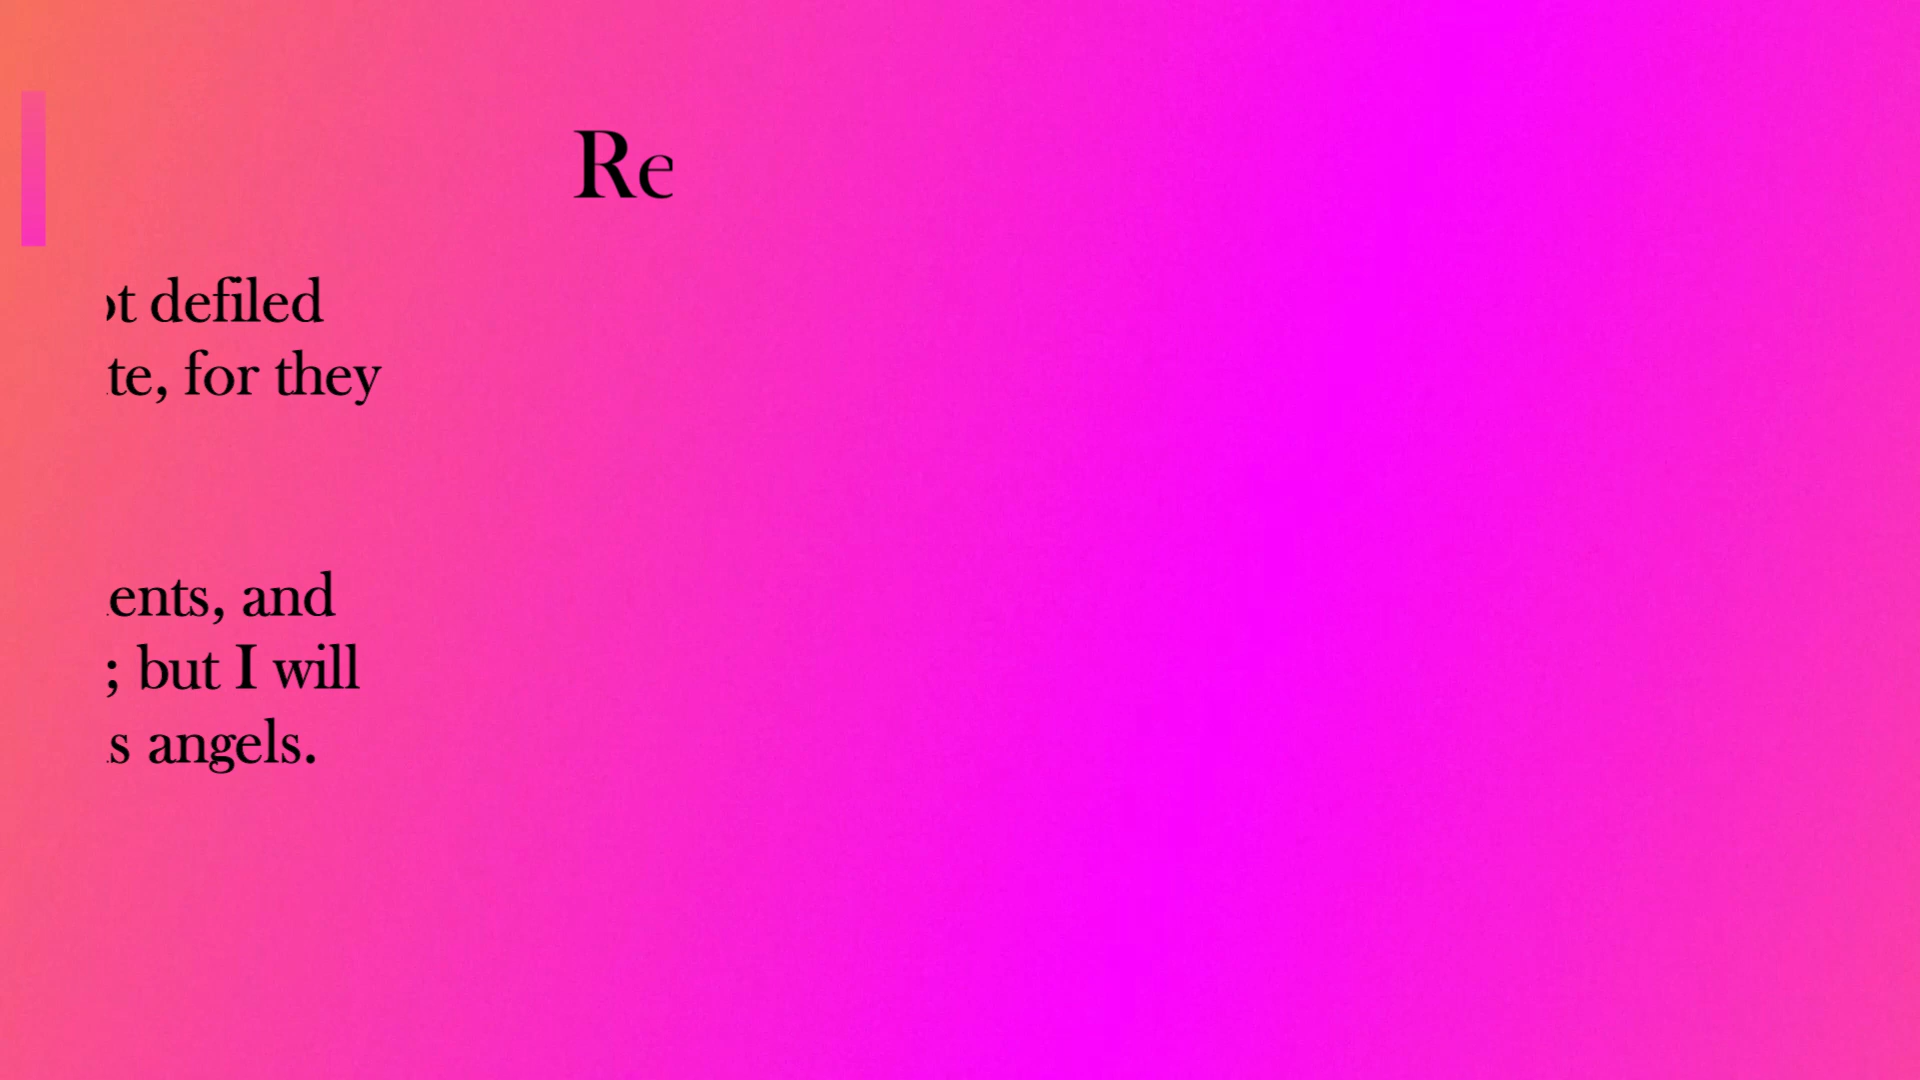 Re
t defiled
te, for they
ents, and
; but I will
s angels.